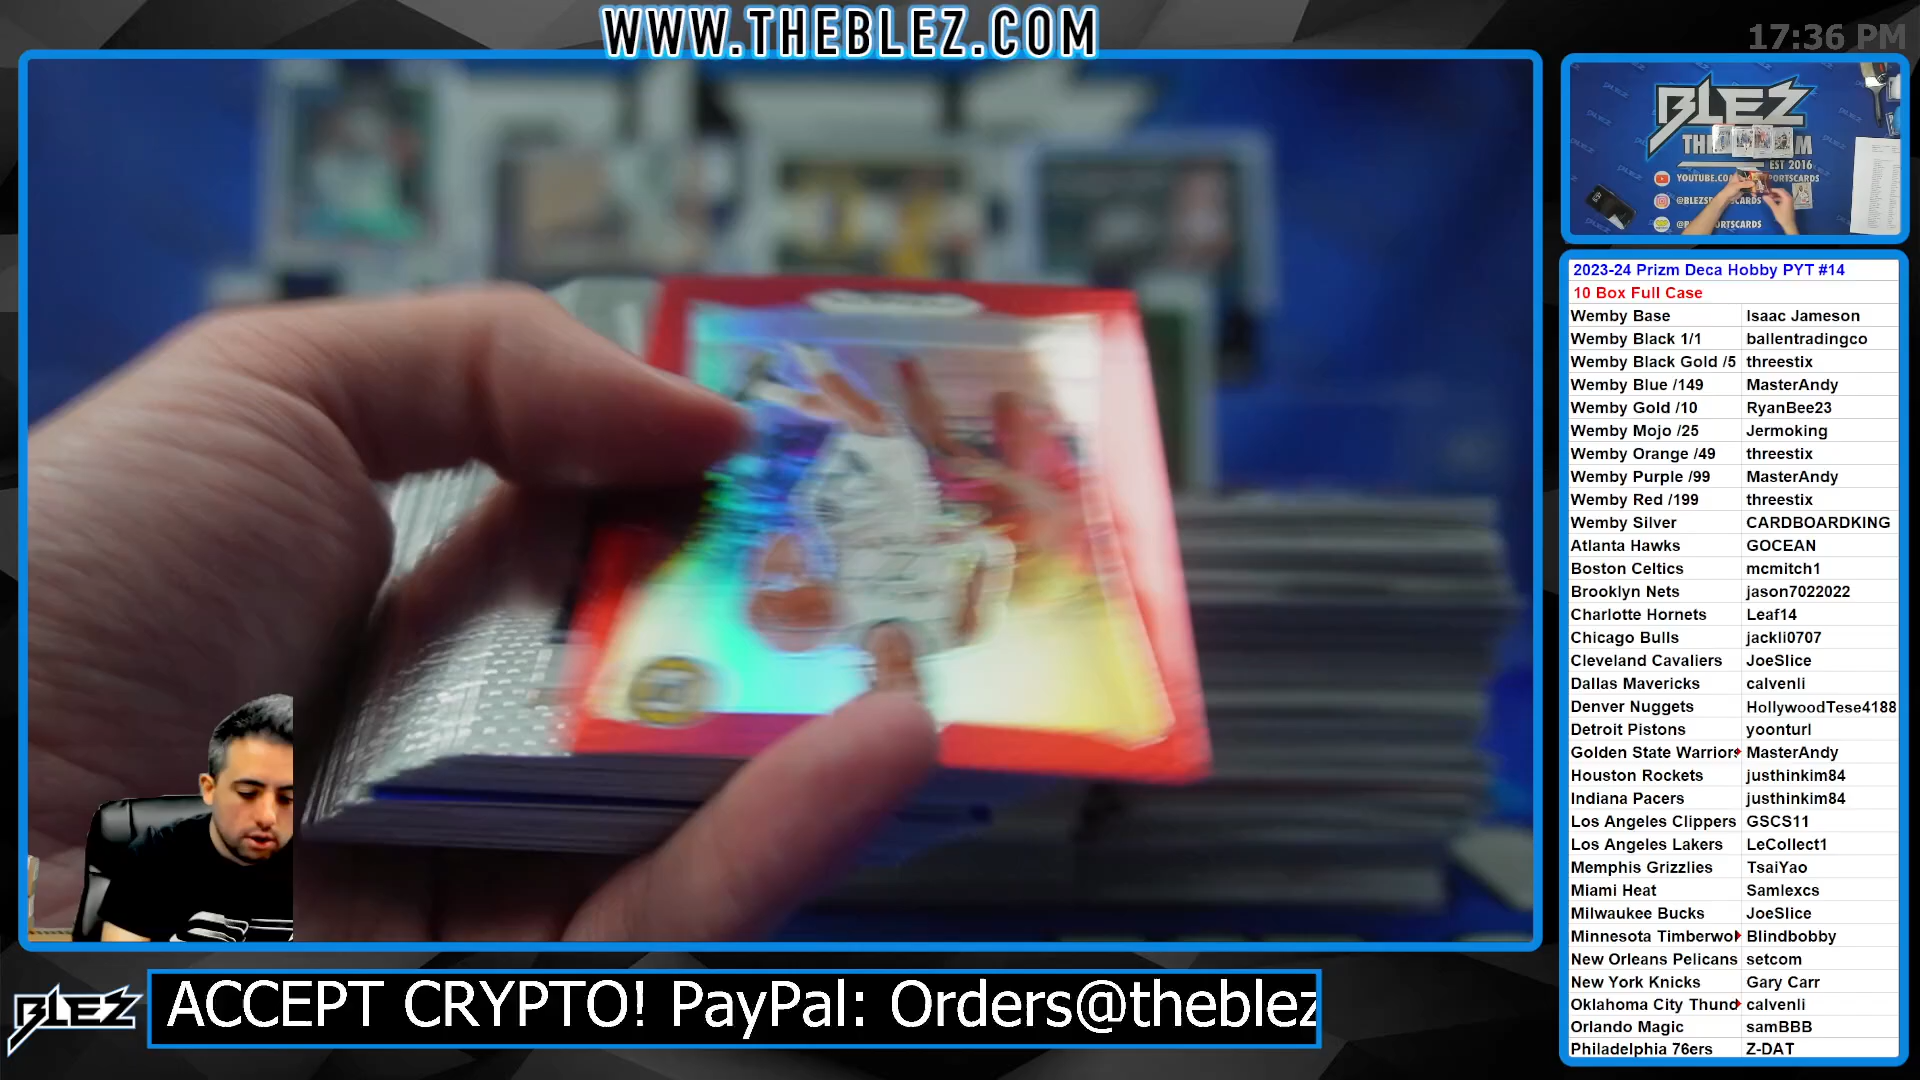 WWW.THEBLEZ.COM
17:36 PM
BLEZ
EST 2016
2023-24 Prizm Deca Hobby PYT #14
10 Box Full Case
Wemby Base Isaac Jameson
Wemby Black 1/1 ballentradingco
Wemby Black Gold /5 threestix
Wemby Blue /149 MasterAndy
Wemby Gold /10 RyanBee23
Wemby Mojo /25 Jermoking
Wemby Orange /49 threestix
Wemby Purple /99 MasterAndy
Wemby Red /199 threestix
Wemby Silver CARDBOARDKING
Atlanta Hawks GOCEAN
Boston Celtics mcmitch1
Brooklyn Nets jason7022022
Charlotte Hornets Leaf14
Chicago Bulls jackli0707
Cleveland Cavaliers JoeSlice
Dallas Mavericks calvenli
Denver Nuggets HollywoodTese4188
Detroit Pistons yoonturl
Golden State Warriors MasterAndy
Houston Rockets justhinkim84
Indiana Pacers justhinkim84
Los Angeles Clippers GSCS11
Los Angeles Lakers LeCollect1
Memphis Grizzlies TsaiYao
Miami Heat Samlexcs
Milwaukee Bucks JoeSlice
Minnesota Timberwol Blindbobby
New Orleans Pelicans setcom
New York Knicks Gary Carr
Oklahoma City Thund calvenli
Orlando Magic samBBB
Philadelphia 76ers Z-DAT
BLEZ
ACCEPT CRYPTO! PayPal: Orders@theblez